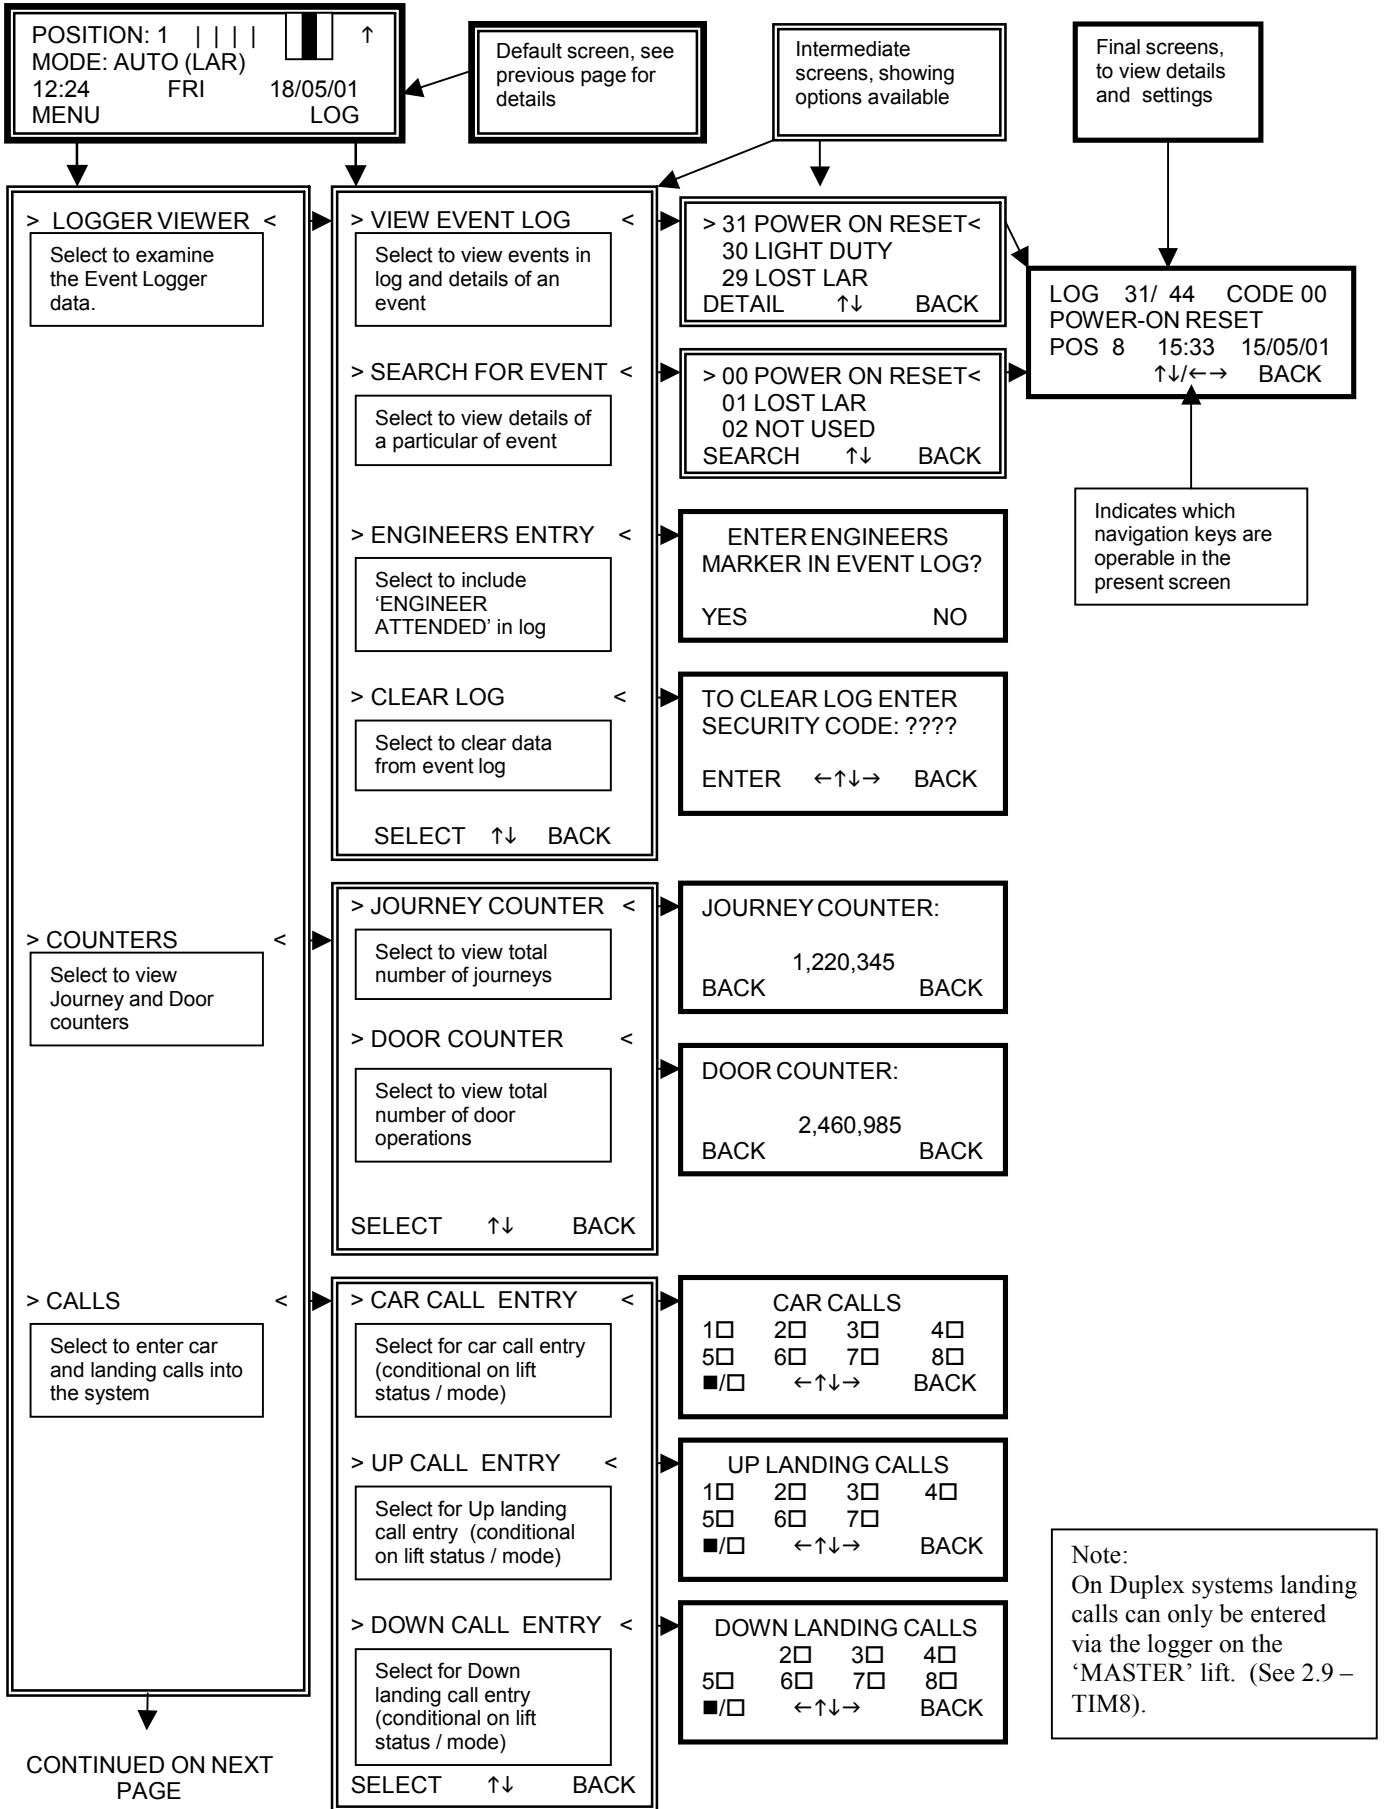 POSITION: 1 | | | | ↑
MODE: AUTO (LAR)
12:24 FRI 18/05/01
MENU LOG
Default screen, see
previous page for
details
Intermediate
screens, showing
options available
Final screens,
to view details
and settings
> LOGGER VIEWER <
Select to examine
the Event Logger
data.
> VIEW EVENT LOG <
Select to view events in
log and details of an
event
> SEARCH FOR EVENT <
Select to view details of
a particular of event
> ENGINEERS ENTRY <
Select to include
‘ENGINEER
ATTENDED’ in log
> CLEAR LOG <
Select to clear data
from event log
SELECT ↑↓ BACK
> 31 POWER ON RESET<
30 LIGHT DUTY
29 LOST LAR
DETAIL ↑↓ BACK
> 00 POWER ON RESET<
01 LOST LAR
02 NOT USED
SEARCH ↑↓ BACK
LOG 31/ 44 CODE 00
POWER-ON RESET
POS 8 15:33 15/05/01
↑↓/←→ BACK
Indicates which
navigation keys are
operable in the
present screen
ENTER ENGINEERS
MARKER IN EVENT LOG?
YES NO
TO CLEAR LOG ENTER
SECURITY CODE: ????
ENTER ←↑↓→ BACK
> COUNTERS <
Select to view
Journey and Door
counters
> JOURNEY COUNTER <
Select to view total
number of journeys
> DOOR COUNTER <
Select to view total
number of door
operations
SELECT ↑↓ BACK
JOURNEY COUNTER:
1,220,345
BACK BACK
DOOR COUNTER:
2,460,985
BACK BACK
> CALLS <
Select to enter car
and landing calls into
the system
> CAR CALL ENTRY <
Select for car call entry
(conditional on lift
status / mode)
> UP CALL ENTRY <
Select for Up landing
call entry (conditional
on lift status / mode)
> DOWN CALL ENTRY <
Select for Down
landing call entry
(conditional on lift
status / mode)
SELECT ↑↓ BACK
CAR CALLS
1□ 2□ 3□ 4□
5□ 6□ 7□ 8□
■/□ ←↑↓→ BACK
UP LANDING CALLS
1□ 2□ 3□ 4□
5□ 6□ 7□
■/□ ←↑↓→ BACK
DOWN LANDING CALLS
2□ 3□ 4□
5□ 6□ 7□ 8□
■/□ ←↑↓→ BACK
Note:
On Duplex systems landing
calls can only be entered
via the logger on the
‘MASTER’ lift. (See 2.9 –
TIM8).
CONTINUED ON NEXT
PAGE